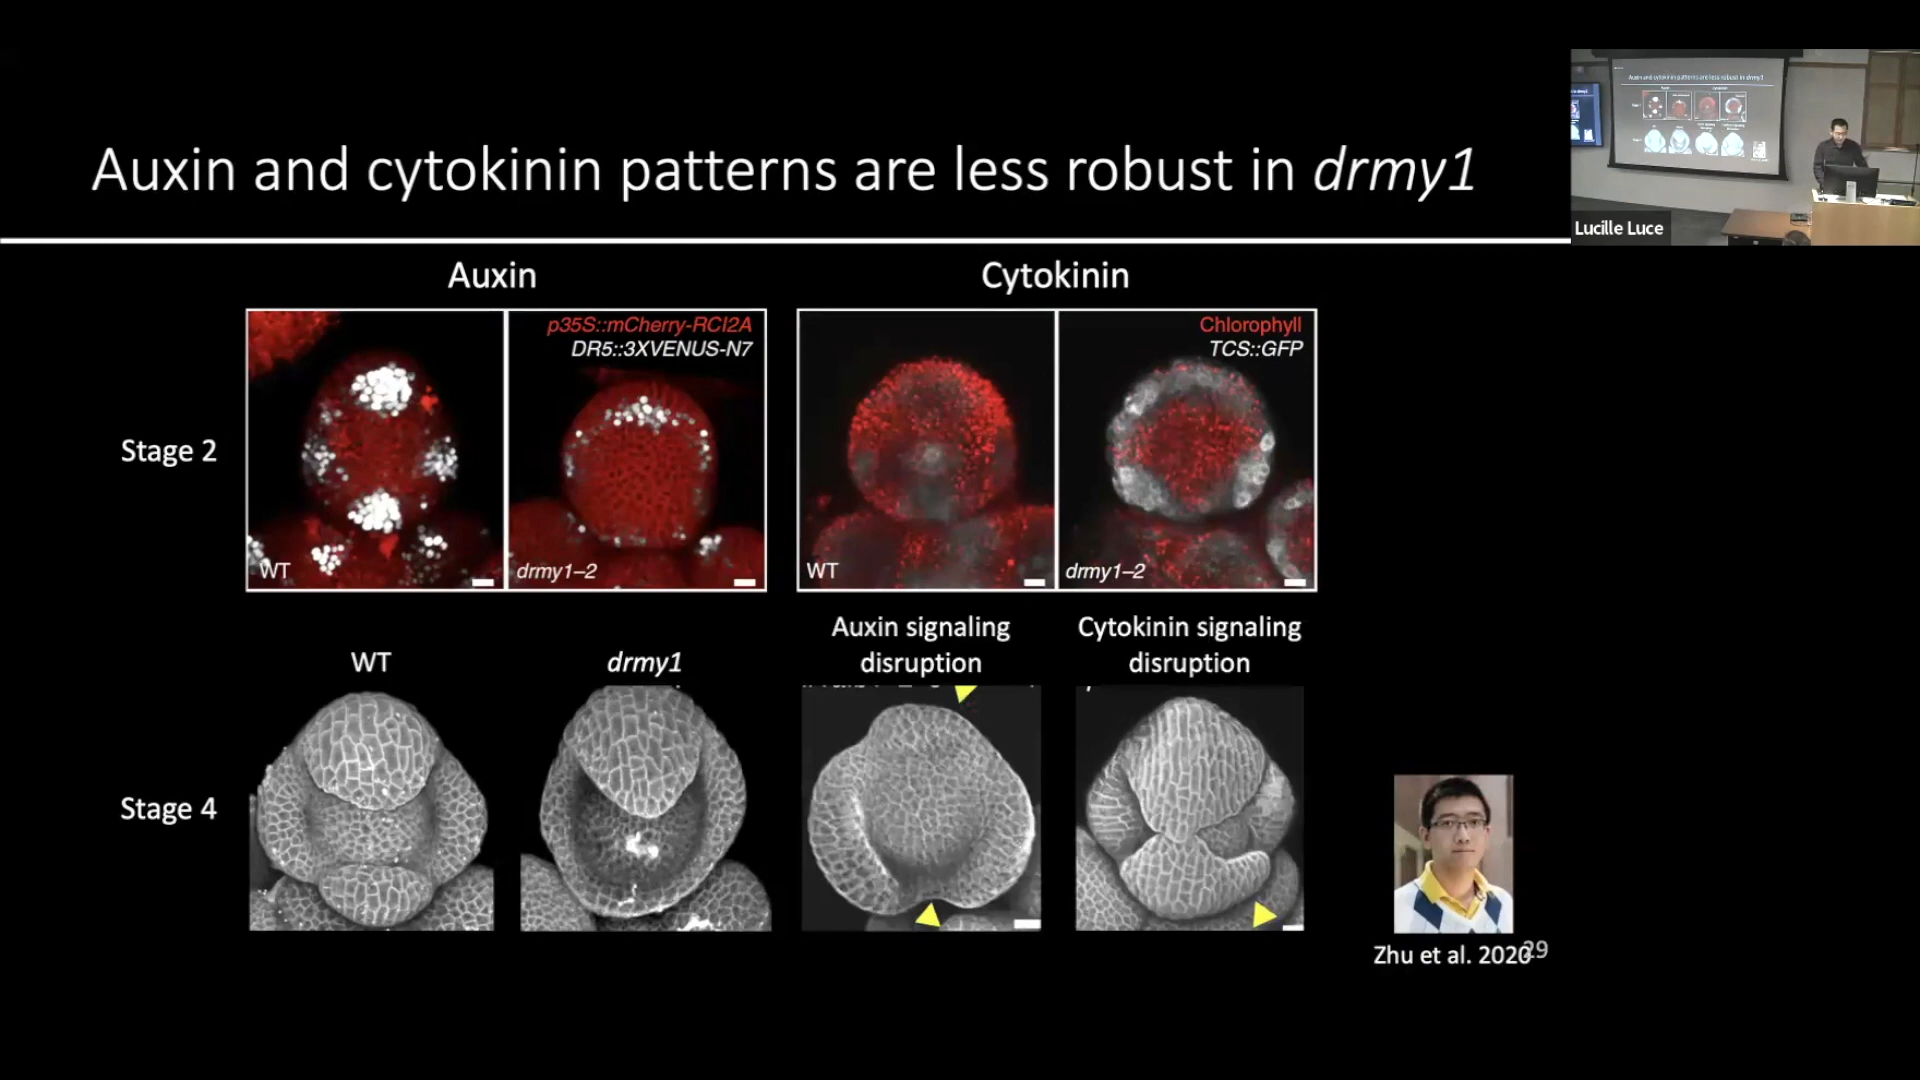 Auxin and cytokinin patterns are less robust in drmy1
Lucille Luce
Auxin
Cytokinin
p35S::mCherry-RCI2A
DR5::3XVENUS-N7
Chlorophyll
TCS::GFP
Stage 2
WT
drmy1–2
WT
drmy1–2
WT
drmy1
Auxin signaling
disruption
Cytokinin signaling
disruption
Stage 4
Zhu et al. 2020
29